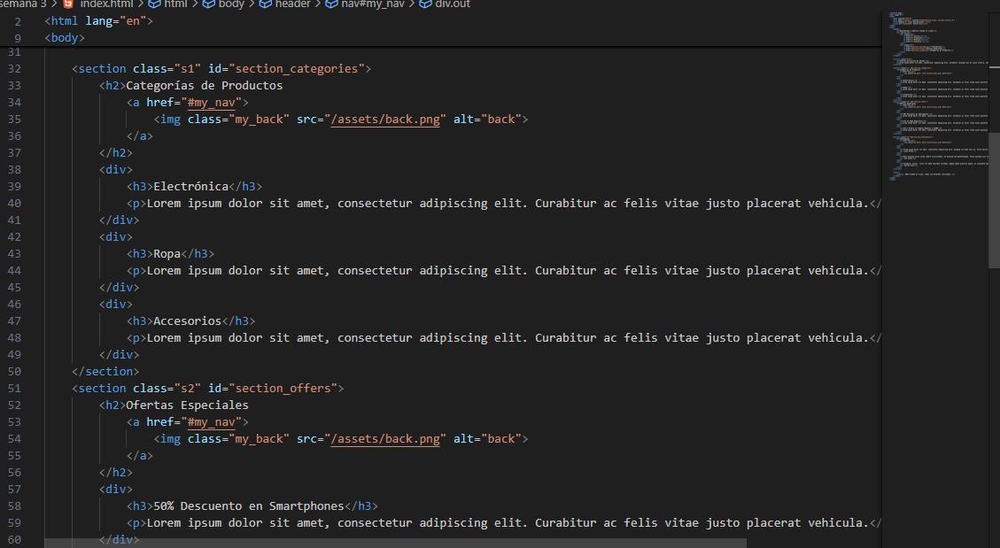 semana 3 > index.html > html > body > header > nav#my_nav > div.out
2 <html lang="en">
9 <body>
31
32 <section class="s1" id="section_categories">
33 <h2>Categorías de Productos
34 <a href="#my_nav">
35 <img class="my_back" src="/assets/back.png" alt="back">
36 </a>
37 </h2>
38 <div>
39 <h3>Electrónica</h3>
40 <p>Lorem ipsum dolor sit amet, consectetur adipiscing elit. Curabitur ac felis vitae justo placerat vehicula.</
41 </div>
42 <div>
43 <h3>Ropa</h3>
44 <p>Lorem ipsum dolor sit amet, consectetur adipiscing elit. Curabitur ac felis vitae justo placerat vehicula.</
45 </div>
46 <div>
47 <h3>Accesorios</h3>
48 <p>Lorem ipsum dolor sit amet, consectetur adipiscing elit. Curabitur ac felis vitae justo placerat vehicula.</
49 </div>
50 </section>
51 <section class="s2" id="section_offers">
52 <h2>Ofertas Especiales
53 <a href="#my_nav">
54 <img class="my_back" src="/assets/back.png" alt="back">
55 </a>
56 </h2>
57 <div>
58 <h3>50% Descuento en Smartphones</h3>
59 <p>Lorem ipsum dolor sit amet, consectetur adipiscing elit. Curabitur ac felis vitae justo placerat vehicula.</
60 </div>